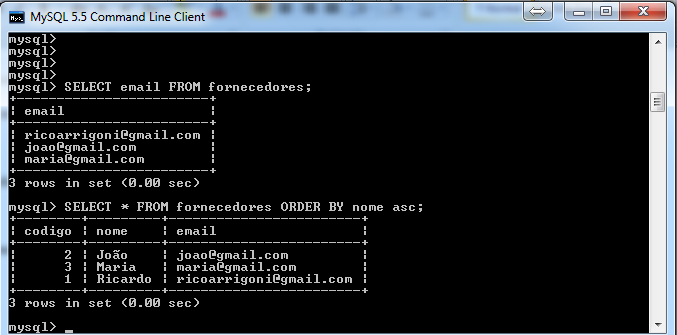 MySQL 5.5 Command Line Client
mysql>
mysql>
mysql>
mysql>
mysql> SELECT email FROM fornecedores;
+--------------------------+
| email                    |
+--------------------------+
| ricoarrigoni@gmail.com |
| joao@gmail.com |
| maria@gmail.com |
+--------------------------+
3 rows in set (0.00 sec)
mysql> SELECT * FROM fornecedores ORDER BY nome asc;
+--------+---------+------------------------+
| codigo | nome | email |
+--------+---------+------------------------+
| 2 | João | joao@gmail.com |
| 3 | Maria | maria@gmail.com |
| 1 | Ricardo | ricoarrigoni@gmail.com |
+--------+---------+------------------------+
3 rows in set (0.00 sec)
mysql> _